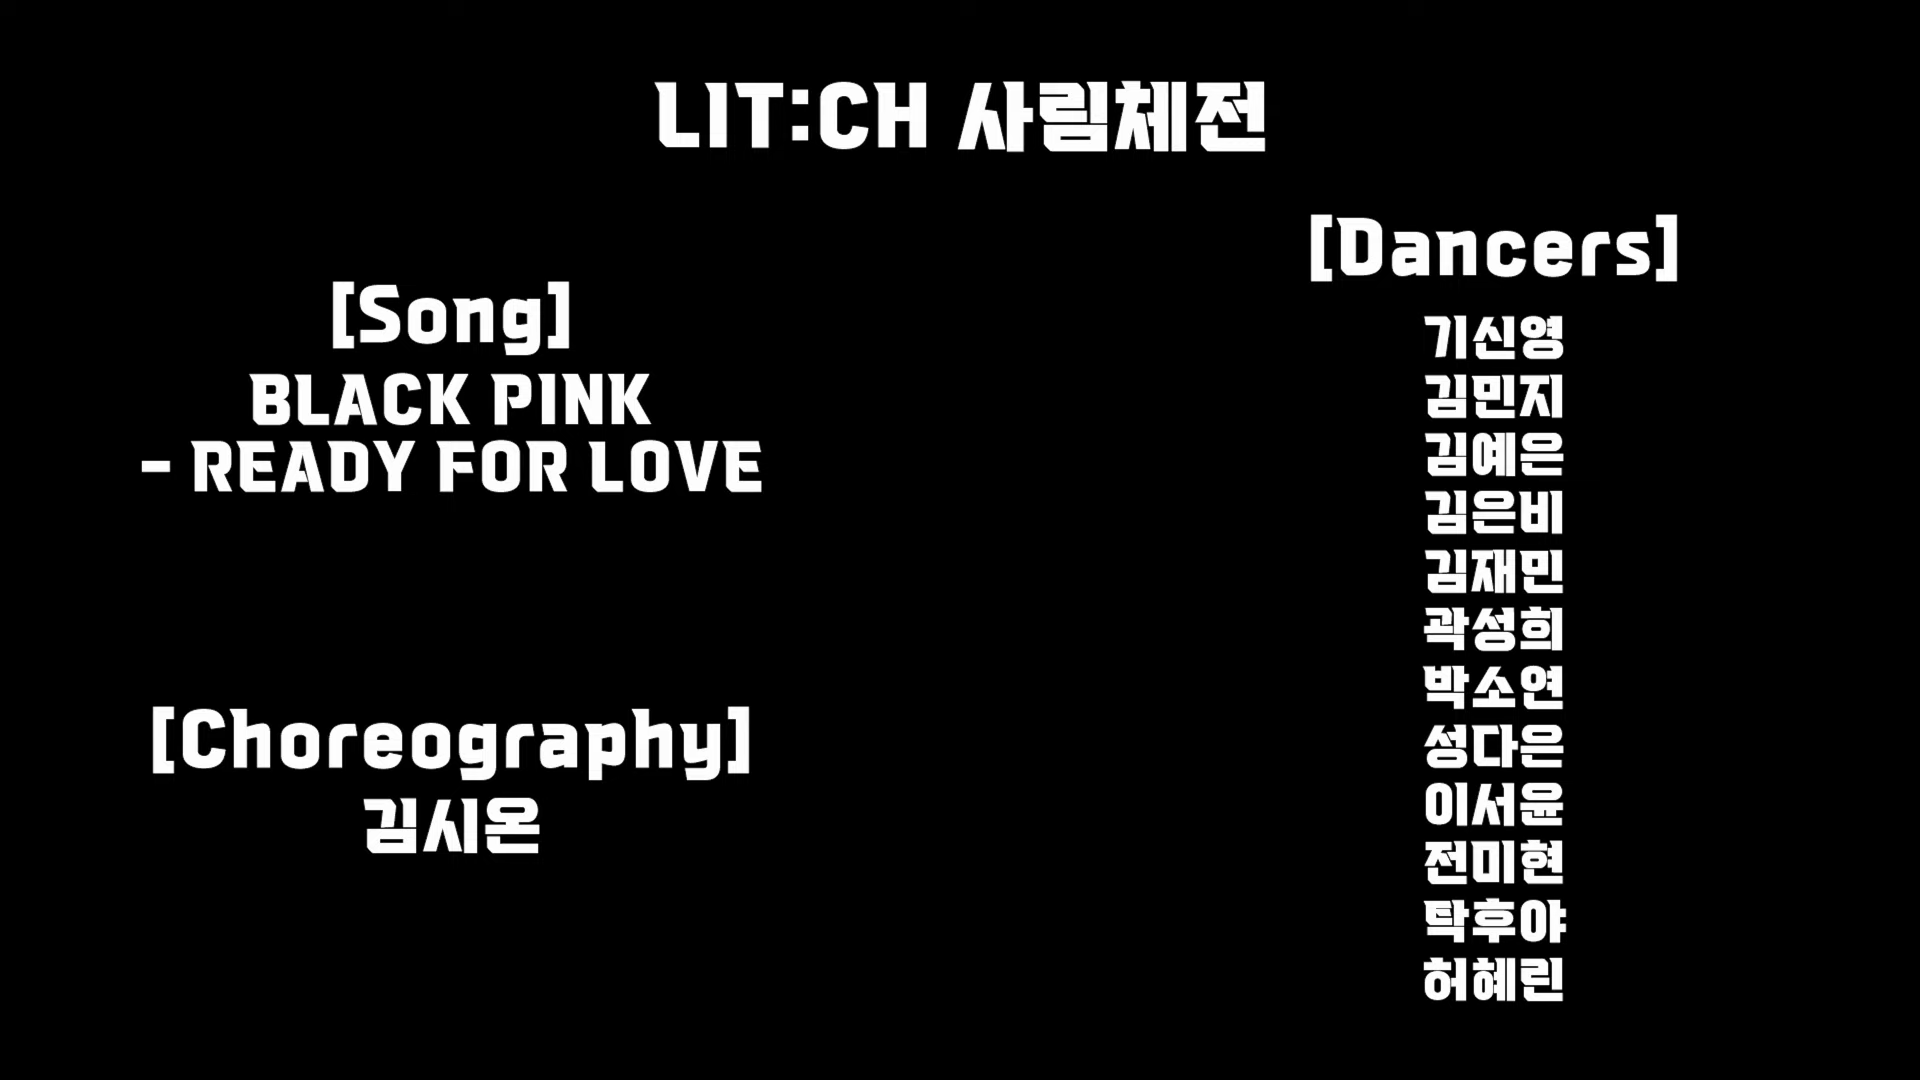 LIT:CH 사림체전
[Song]
BLACK PINK
- READY FOR LOVE
[Choreography]
김시온
[Dancers]
기신영
김민지
김예은
김은비
김재민
곽성희
박소연
성다은
이서윤
전미현
탁후야
허혜린